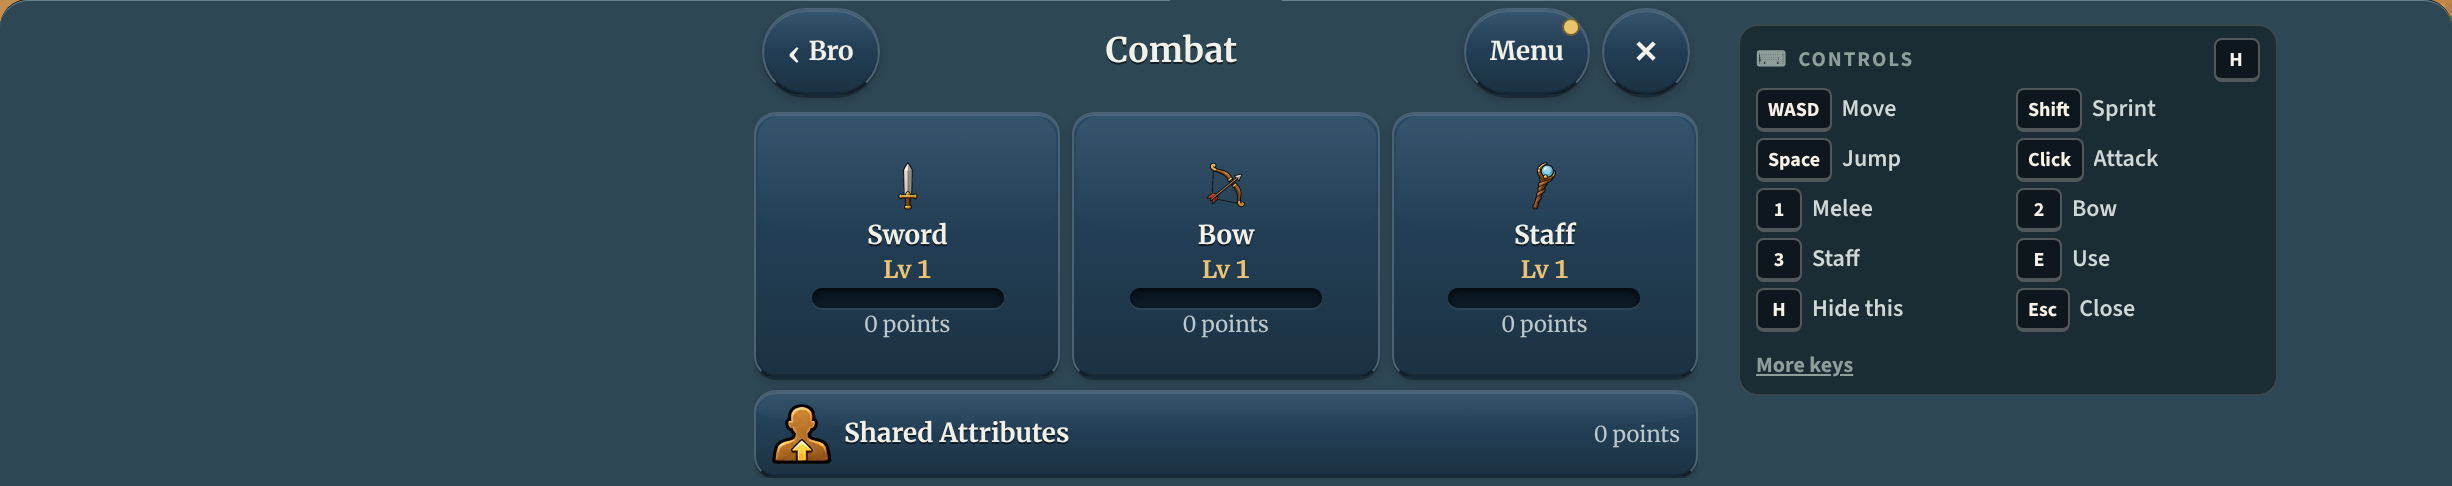 ‹ Bro
Combat
Menu
×
Sword
Lv 1
0 points
Bow
Lv 1
0 points
Staff
Lv 1
0 points
Shared Attributes
0 points
CONTROLS
H
WASD Move
Shift Sprint
Space Jump
Click Attack
1 Melee
2 Bow
3 Staff
E Use
H Hide this
Esc Close
More keys